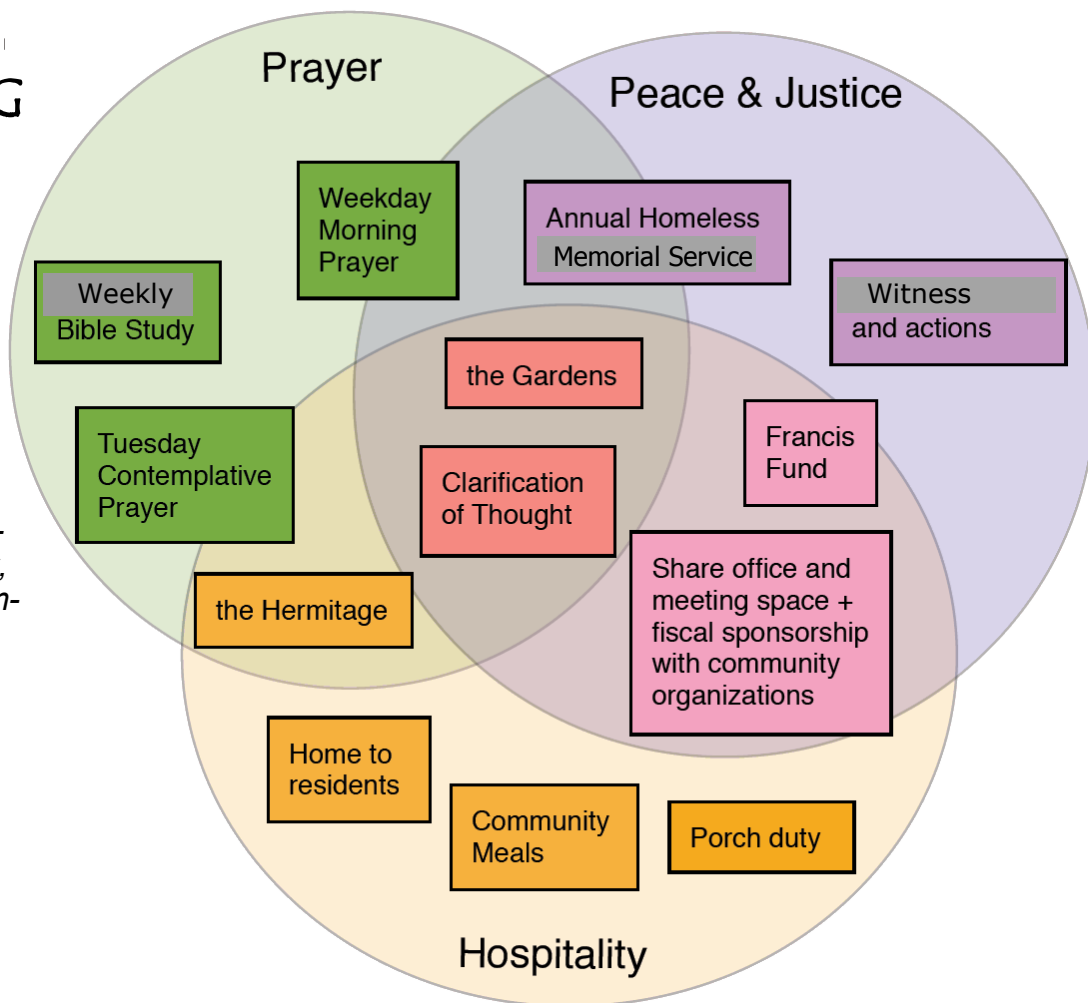 G
Prayer
Peace & Justice
Weekday
Morning
Prayer
Annual Homeless
Memorial Service
Weekly
Bible Study
Witness
and actions
the Gardens
Francis
Fund
Tuesday
Contemplative
Prayer
Clarification
of Thought
the Hermitage
Share office and
meeting space +
fiscal sponsorship
with community
organizations
Home to
residents
Community
Meals
Porch duty
Hospitality